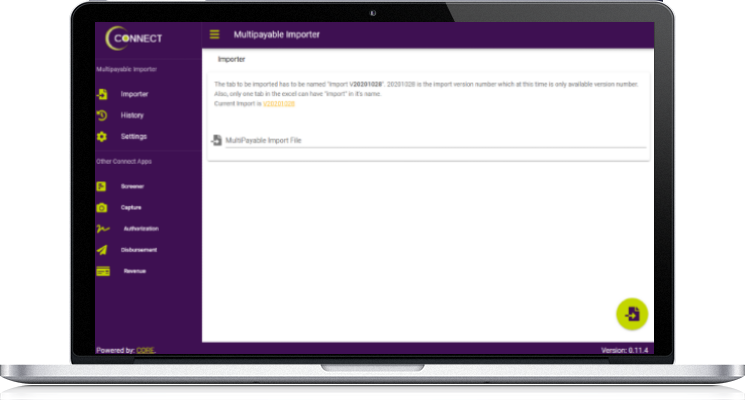 CONNECT
Multipayable Importer
Multipayable Importer
Importer
History
Settings
Other Connect Apps
Screener
Capture
Authorization
Disbursement
Revenue
Powered by: CORE.
Importer
The tab to be imported has to be named "Import V20201028". 20201028 is the import version number which at this time is only available version number.
Also, only one tab in the excel can have "Import" in it's name.
Current Import is V20201028
MultiPayable Import File
Version: 0.11.4